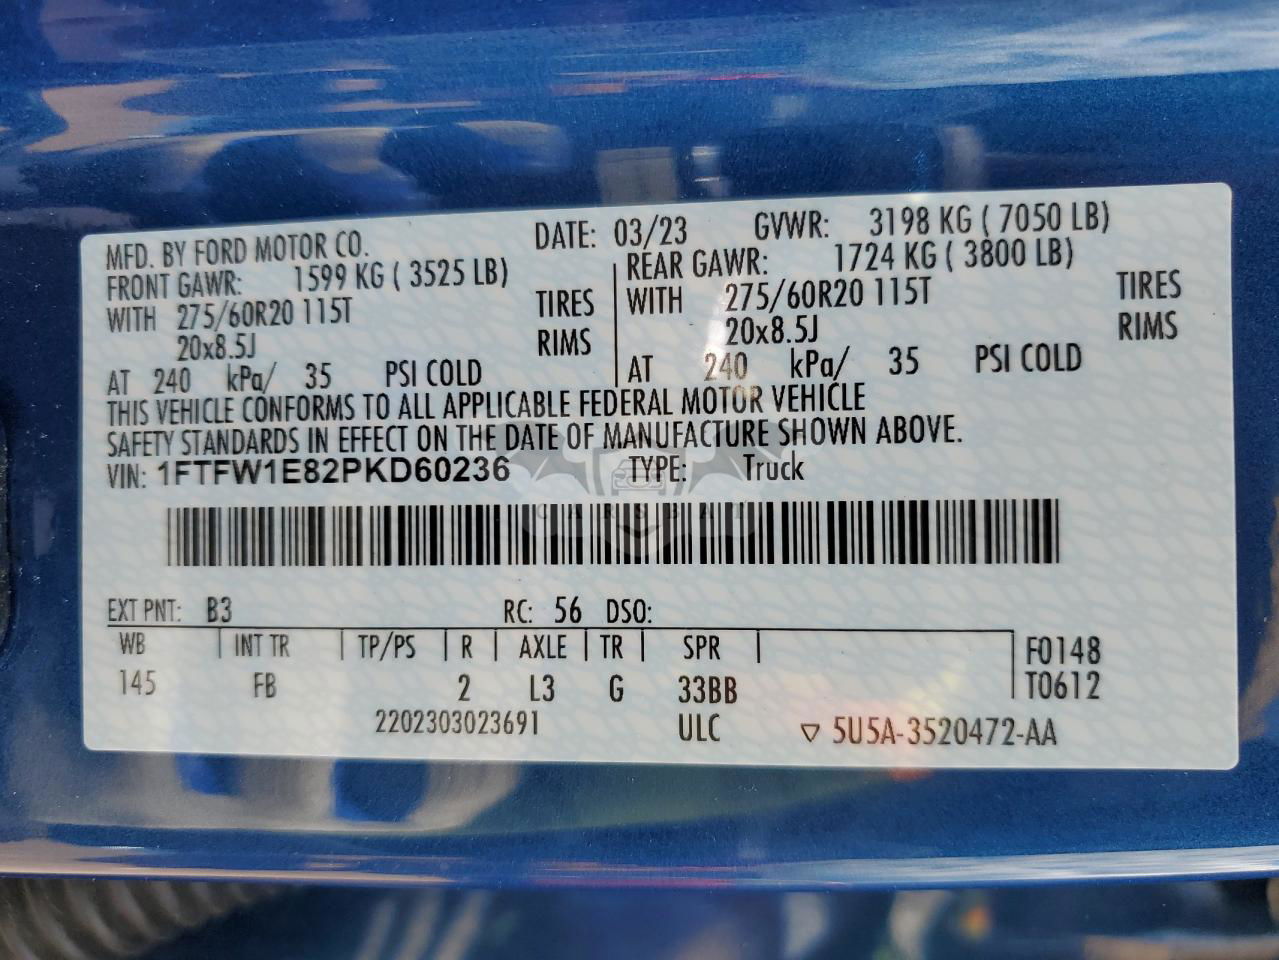 MFD. BY FORD MOTOR CO. DATE: 03/23 GVWR: 3198 KG ( 7050 LB)
FRONT GAWR: 1599 KG ( 3525 LB) REAR GAWR: 1724 KG ( 3800 LB)
WITH 275/60R20 115T TIRES WITH 275/60R20 115T TIRES
20x8.5J RIMS 20x8.5J RIMS
AT 240 kPa/ 35 PSI COLD AT 240 kPa/ 35 PSI COLD
THIS VEHICLE CONFORMS TO ALL APPLICABLE FEDERAL MOTOR VEHICLE
SAFETY STANDARDS IN EFFECT ON THE DATE OF MANUFACTURE SHOWN ABOVE.
VIN: 1FTFW1E82PKD60236 TYPE: Truck
CARSBAT
EXT PNT: B3 RC: 56 DSO:
WB INT TR TP/PS R AXLE TR SPR F0148
145 FB 2 L3 G 33BB T0612
2202303023691 ULC ▽ 5U5A-3520472-AA